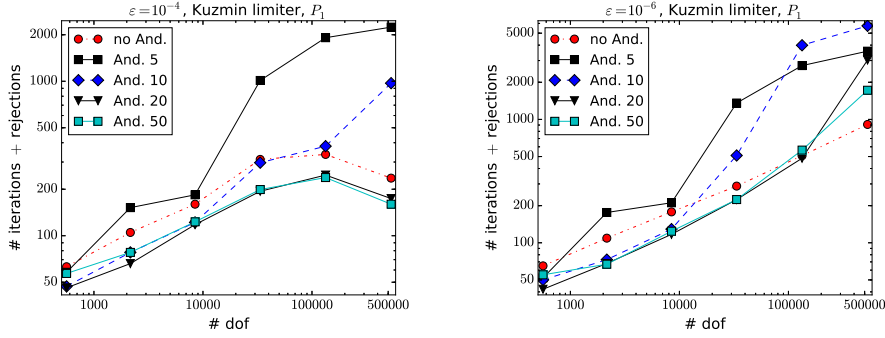 ε=10⁻⁴, Kuzmin limiter, P₁
# iterations + rejections
2000
1000
500
200
100
50
no And.
And. 5
And. 10
And. 20
And. 50
1000
10000
100000
500000
# dof
ε=10⁻⁶, Kuzmin limiter, P₁
# iterations + rejections
5000
2000
1000
500
200
100
50
no And.
And. 5
And. 10
And. 20
And. 50
1000
10000
100000
500000
# dof